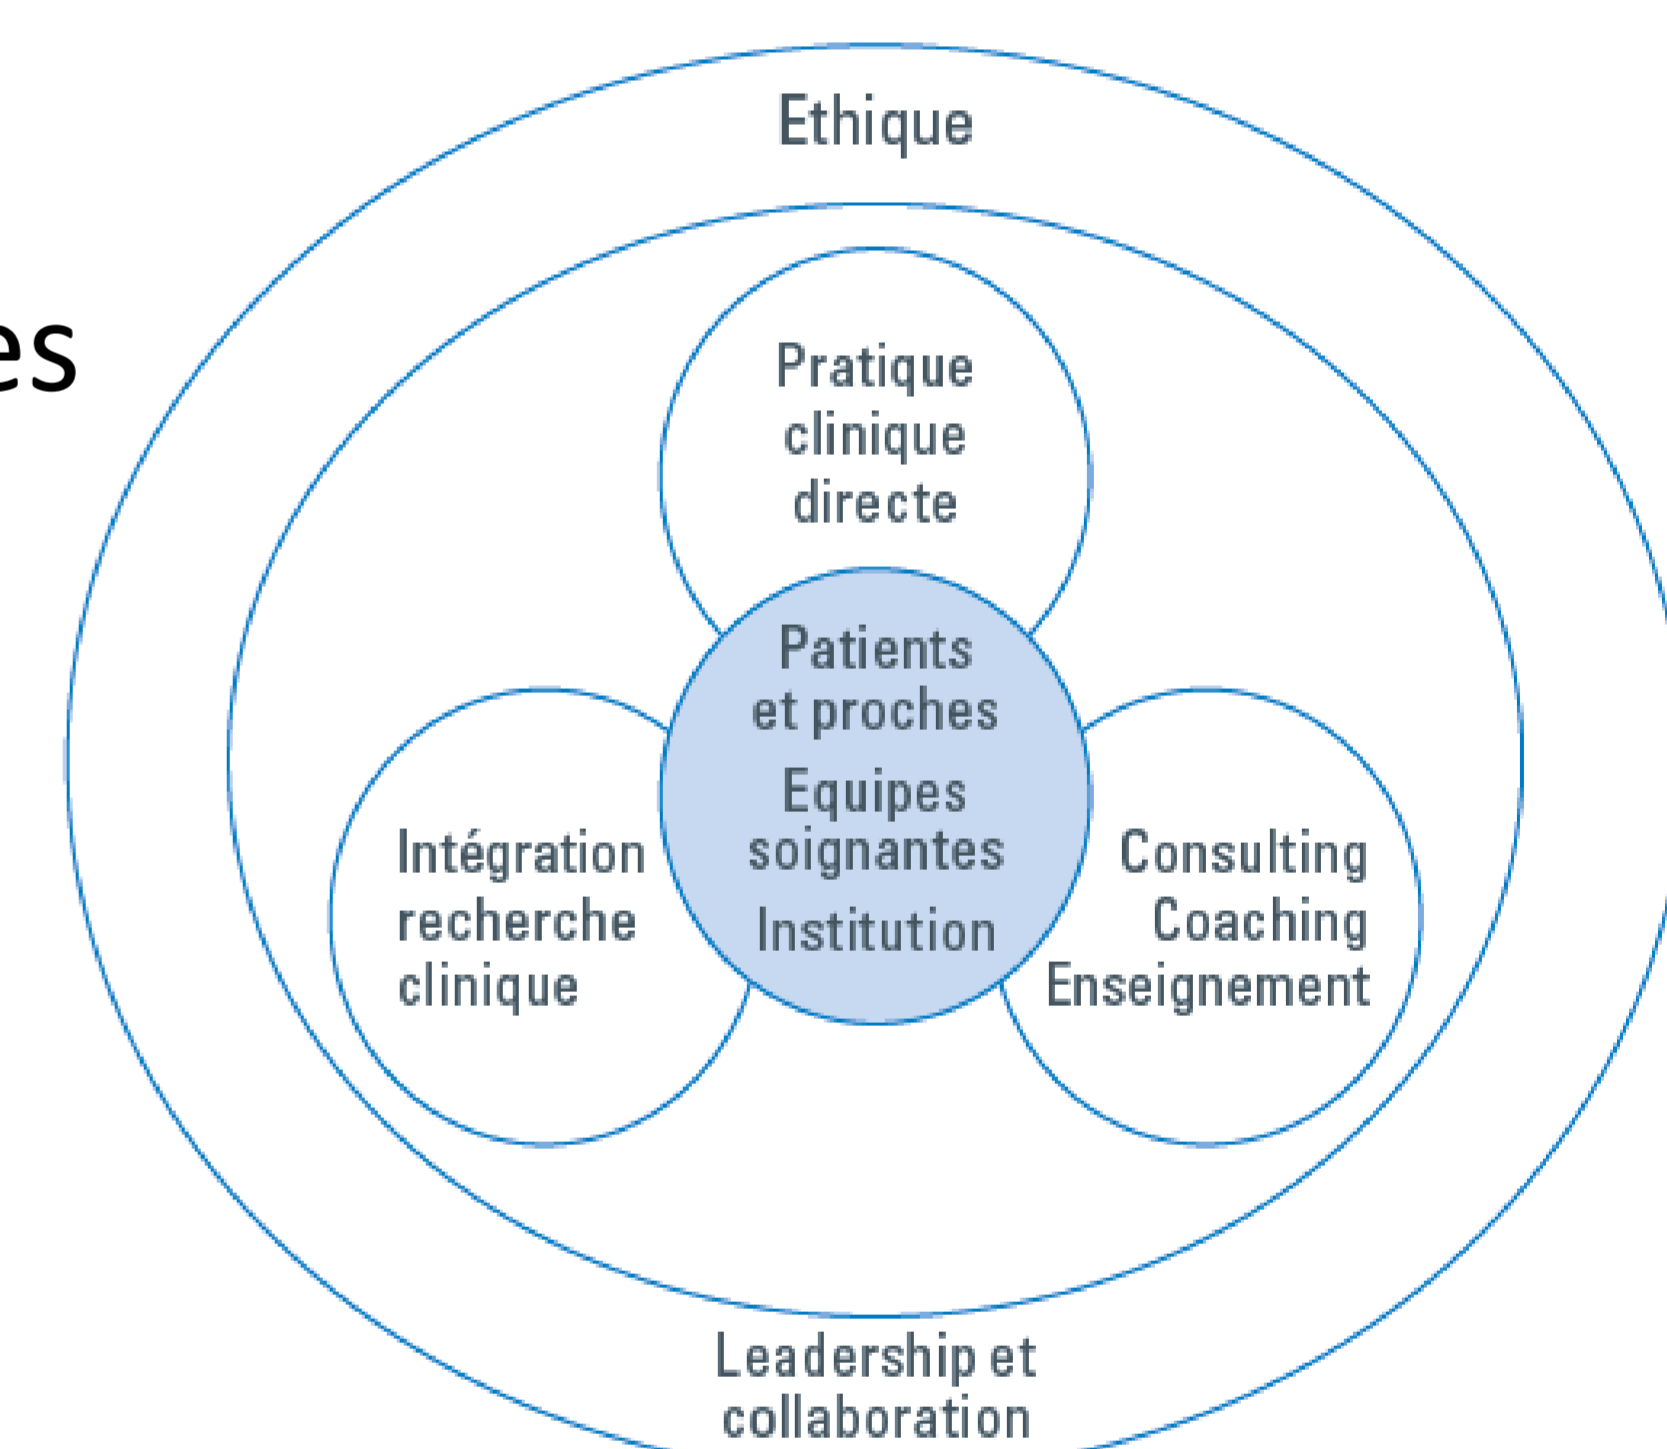 Ethique
es
Pratique
clinique
directe
Patients
et proches
Equipes
soignantes
Institution
Intégration
recherche
clinique
Consulting
Coaching
Enseignement
Leadership et
collaboration